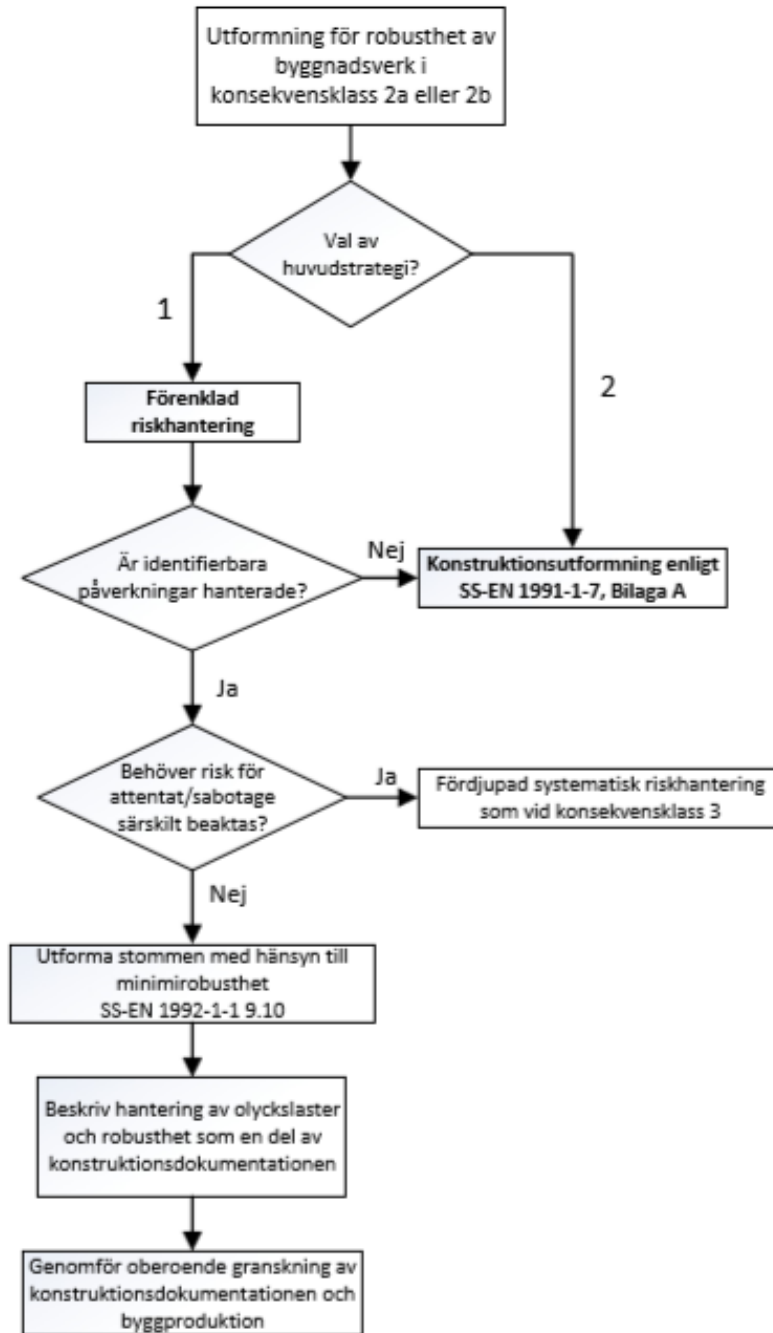 Utformning för robusthet av
byggnadsverk i
konsekvensklass 2a eller 2b
Val av
huvudstrategi?
1
2
Förenklad
riskhantering
Är identifierbara
påverkningar hanterade?
Nej
Konstruktionsutformning enligt
SS-EN 1991-1-7, Bilaga A
Ja
Behöver risk för
attentat/sabotage
särskilt beaktas?
Ja
Fördjupad systematisk riskhantering
som vid konsekvensklass 3
Nej
Utforma stommen med hänsyn till
minimirobusthet
SS-EN 1992-1-1 9.10
Beskriv hantering av olyckslaster
och robusthet som en del av
konstruktionsdokumentationen
Genomför oberoende granskning av
konstruktionsdokumentationen och
byggproduktion